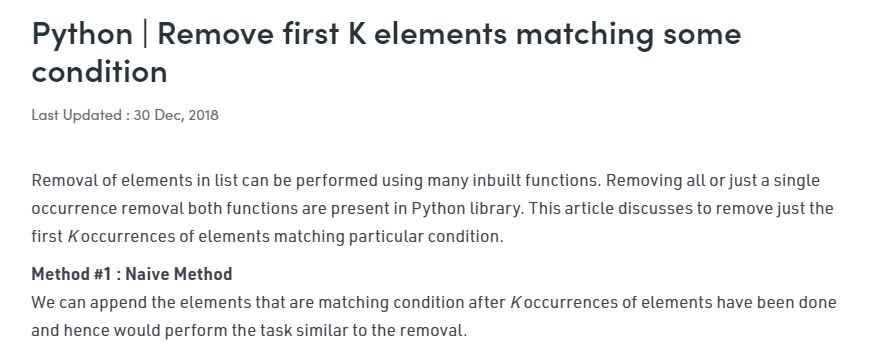 Python | Remove first K elements matching some
condition
Last Updated : 30 Dec, 2018
Removal of elements in list can be performed using many inbuilt functions. Removing all or just a single
occurrence removal both functions are present in Python library. This article discusses to remove just the
first K occurrences of elements matching particular condition.
Method #1 : Naive Method
We can append the elements that are matching condition after K occurrences of elements have been done
and hence would perform the task similar to the removal.